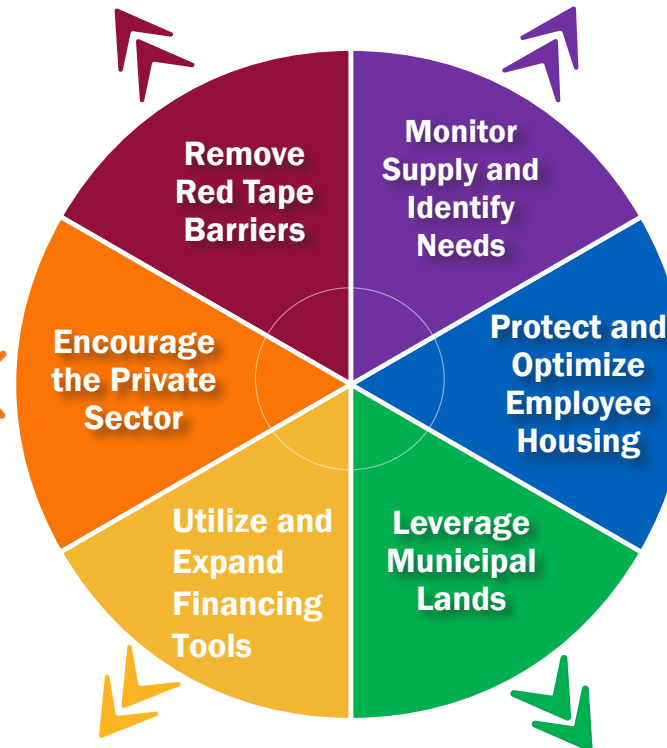 Remove
Red Tape
Barriers
Monitor
Supply and
Identify
Needs
Protect and
Optimize
Employee
Housing
Leverage
Municipal
Lands
Utilize and
Expand
Financing
Tools
Encourage
the Private
Sector